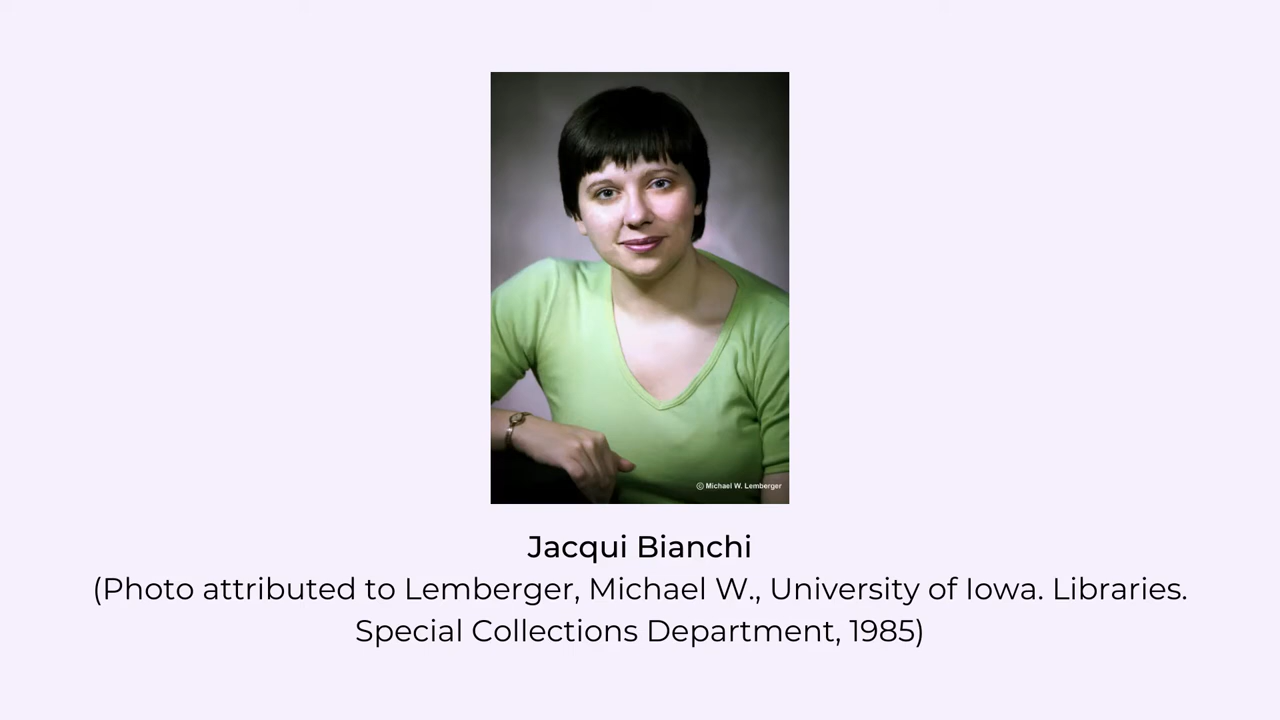 © Michael W. Lemberger
Jacqui Bianchi
(Photo attributed to Lemberger, Michael W., University of Iowa. Libraries.
Special Collections Department, 1985)